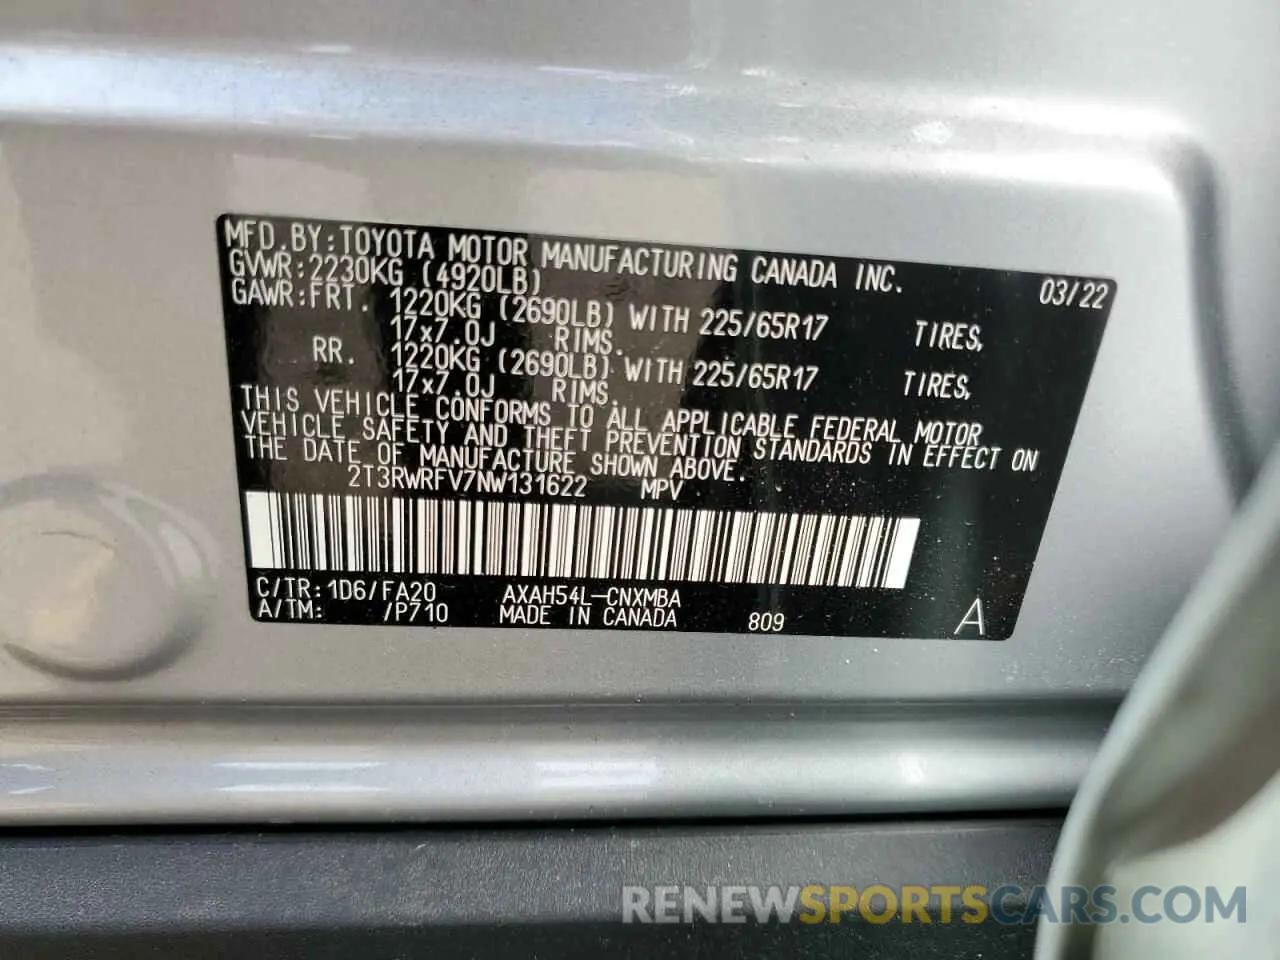 MFD.BY:TOYOTA MOTOR MANUFACTURING CANADA INC.
GVWR:2230KG (4920LB) 03/22
GAWR:FRT. 1220KG (2690LB) WITH 225/65R17 TIRES,
17x7.0J RIMS.
RR. 1220KG (2690LB) WITH 225/65R17 TIRES,
17x7.0J RIMS.
THIS VEHICLE CONFORMS TO ALL APPLICABLE FEDERAL MOTOR
VEHICLE SAFETY AND THEFT PREVENTION STANDARDS IN EFFECT ON
THE DATE OF MANUFACTURE SHOWN ABOVE.
2T3RWRFV7NW131622 MPV
C/TR:1D6/FA20 AXAH54L-CNXMBA
A/TM: /P710 MADE IN CANADA 809 A
RENEWSPORTSCARS.COM